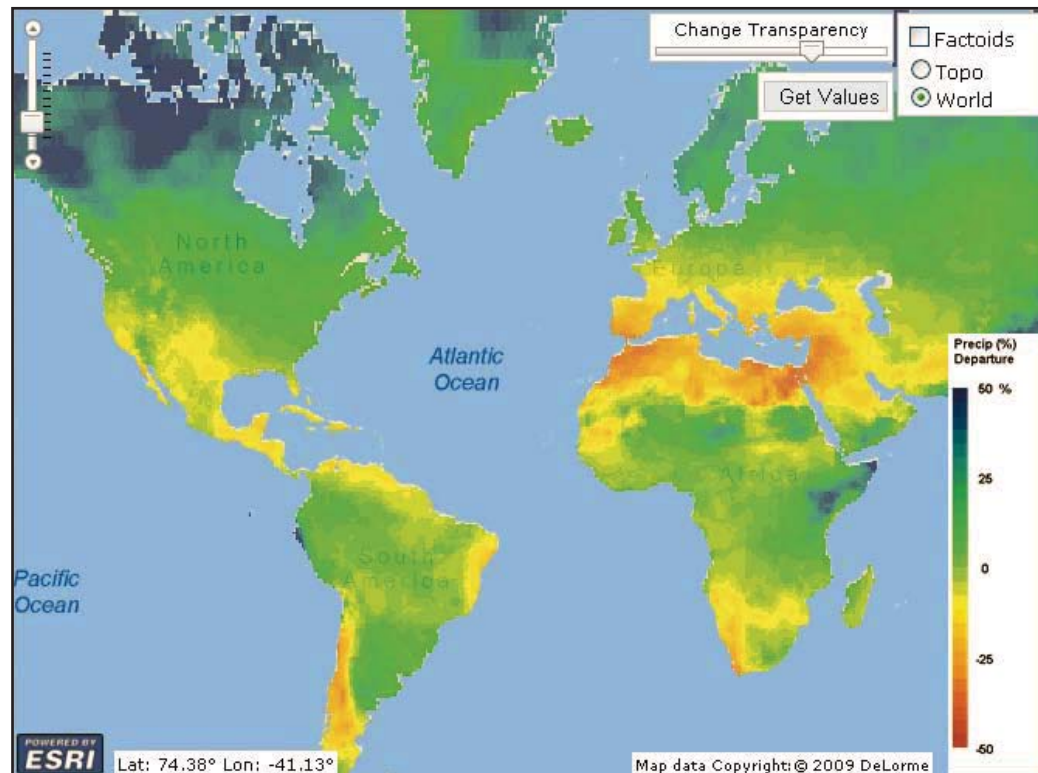 Change Transparency
Get Values
Factoids
Topo
World
North
America
Europe
Atlantic
Ocean
Africa
South
America
Pacific
Ocean
Precip (%)
Departure
50 %
25
0
-25
-50
POWERED BY
ESRI
Lat: 74.38° Lon: -41.13°
Map data Copyright:© 2009 DeLorme